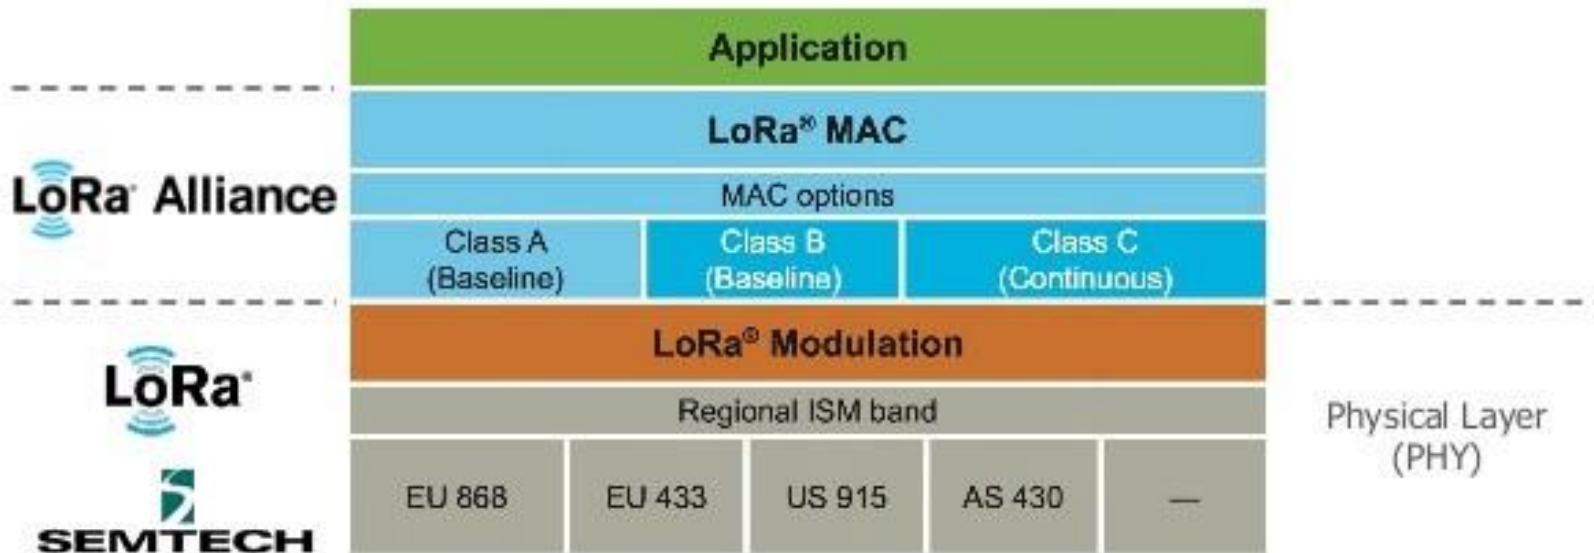 Application
LoRa® MAC
LoRa® Alliance
MAC options
Class A
(Baseline)
Class B
(Baseline)
Class C
(Continuous)
LoRa® Modulation
LoRa®
Regional ISM band
Physical Layer
(PHY)
EU 868
EU 433
US 915
AS 430
—
SEMTECH